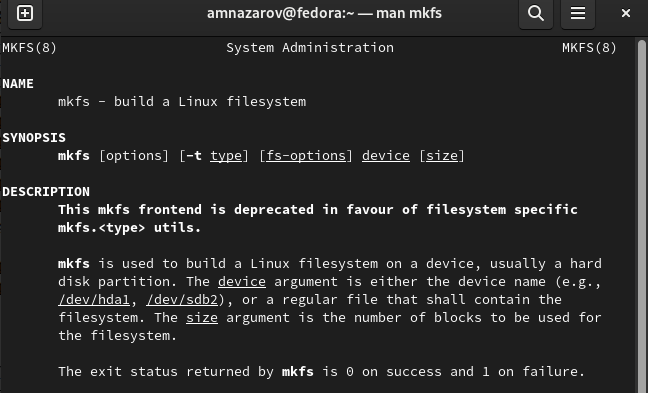 amnazarov@fedora:~ — man mkfs
MKFS(8) System Administration MKFS(8)
NAME
mkfs - build a Linux filesystem
SYNOPSIS
mkfs [options] [-t type] [fs-options] device [size]
DESCRIPTION
This mkfs frontend is deprecated in favour of filesystem specific
mkfs.<type> utils.
mkfs is used to build a Linux filesystem on a device, usually a hard
disk partition. The device argument is either the device name (e.g.,
/dev/hda1, /dev/sdb2), or a regular file that shall contain the
filesystem. The size argument is the number of blocks to be used for
the filesystem.
The exit status returned by mkfs is 0 on success and 1 on failure.